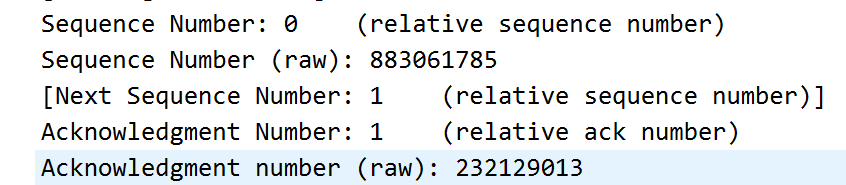 Sequence Number: 0    (relative sequence number)
Sequence Number (raw): 883061785
[Next Sequence Number: 1    (relative sequence number)]
Acknowledgment Number: 1    (relative ack number)
Acknowledgment number (raw): 232129013